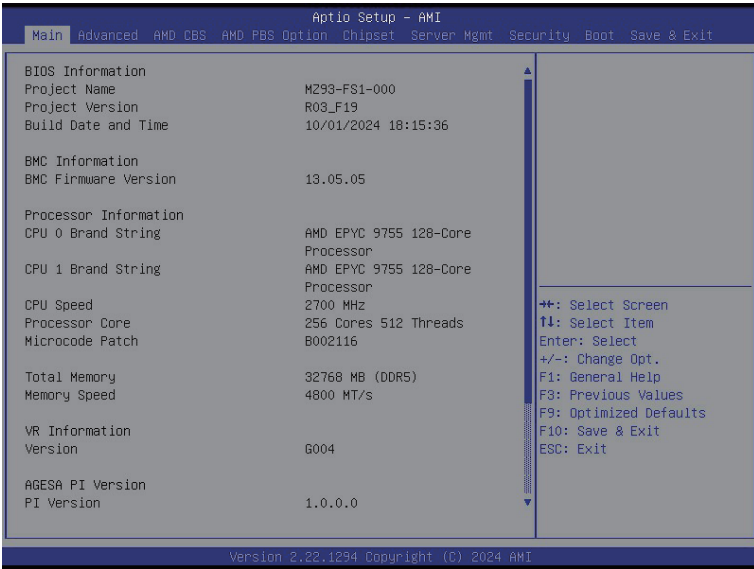 Aptio Setup – AMI
Main Advanced AMD CBS AMD PBS Option Chipset Server Mgmt Security Boot Save & Exit
BIOS Information
Project Name MZ93-FS1-000
Project Version R03_F19
Build Date and Time 10/01/2024 18:15:36
BMC Information
BMC Firmware Version 13.05.05
Processor Information
CPU 0 Brand String AMD EPYC 9755 128-Core
Processor
CPU 1 Brand String AMD EPYC 9755 128-Core
Processor
CPU Speed 2700 MHz
Processor Core 256 Cores 512 Threads
Microcode Patch B002116
Total Memory 32768 MB (DDR5)
Memory Speed 4800 MT/s
VR Information
Version G004
AGESA PI Version
PI Version 1.0.0.0
→←: Select Screen
↑↓: Select Item
Enter: Select
+/-: Change Opt.
F1: General Help
F3: Previous Values
F9: Optimized Defaults
F10: Save & Exit
ESC: Exit
Version 2.22.1294 Copyright (C) 2024 AMI